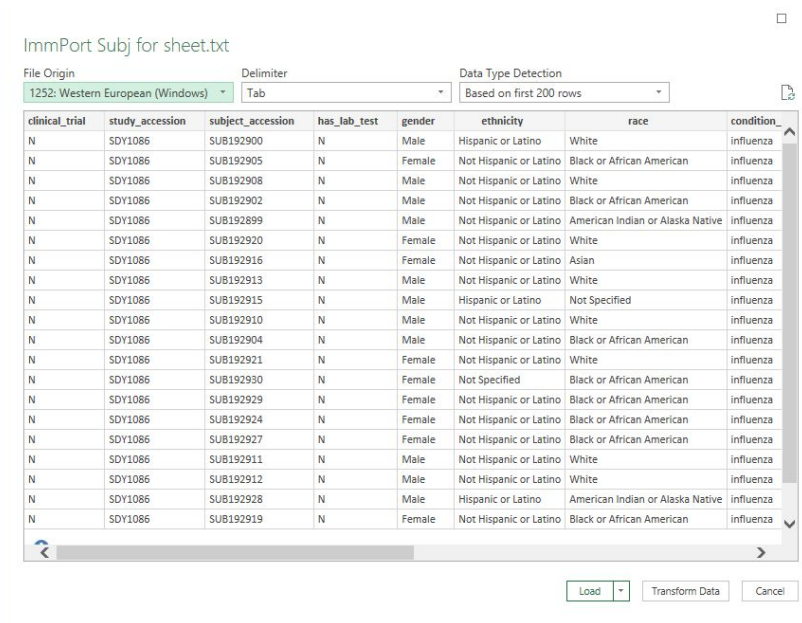 ImmPort Subj for sheet.txt
File Origin Delimiter Data Type Detection
1252: Western European (Windows) Tab Based on first 200 rows
clinical_trial study_accession subject_accession has_lab_test gender ethnicity race condition_
N SDY1086 SUB192900 N Male Hispanic or Latino White influenza
N SDY1086 SUB192905 N Female Not Hispanic or Latino Black or African American influenza
N SDY1086 SUB192908 N Male Not Hispanic or Latino White influenza
N SDY1086 SUB192902 N Male Not Hispanic or Latino Black or African American influenza
N SDY1086 SUB192899 N Male Not Hispanic or Latino American Indian or Alaska Native influenza
N SDY1086 SUB192920 N Female Not Hispanic or Latino White influenza
N SDY1086 SUB192916 N Female Not Hispanic or Latino Asian influenza
N SDY1086 SUB192913 N Male Not Hispanic or Latino White influenza
N SDY1086 SUB192915 N Male Hispanic or Latino Not Specified influenza
N SDY1086 SUB192910 N Male Not Hispanic or Latino White influenza
N SDY1086 SUB192904 N Male Not Hispanic or Latino Black or African American influenza
N SDY1086 SUB192921 N Female Not Hispanic or Latino White influenza
N SDY1086 SUB192930 N Female Not Specified Black or African American influenza
N SDY1086 SUB192929 N Female Not Hispanic or Latino Black or African American influenza
N SDY1086 SUB192924 N Female Not Hispanic or Latino Black or African American influenza
N SDY1086 SUB192927 N Female Not Hispanic or Latino Black or African American influenza
N SDY1086 SUB192911 N Male Not Hispanic or Latino White influenza
N SDY1086 SUB192912 N Male Not Hispanic or Latino White influenza
N SDY1086 SUB192928 N Male Hispanic or Latino American Indian or Alaska Native influenza
N SDY1086 SUB192919 N Female Not Hispanic or Latino Black or African American influenza
Load Transform Data Cancel